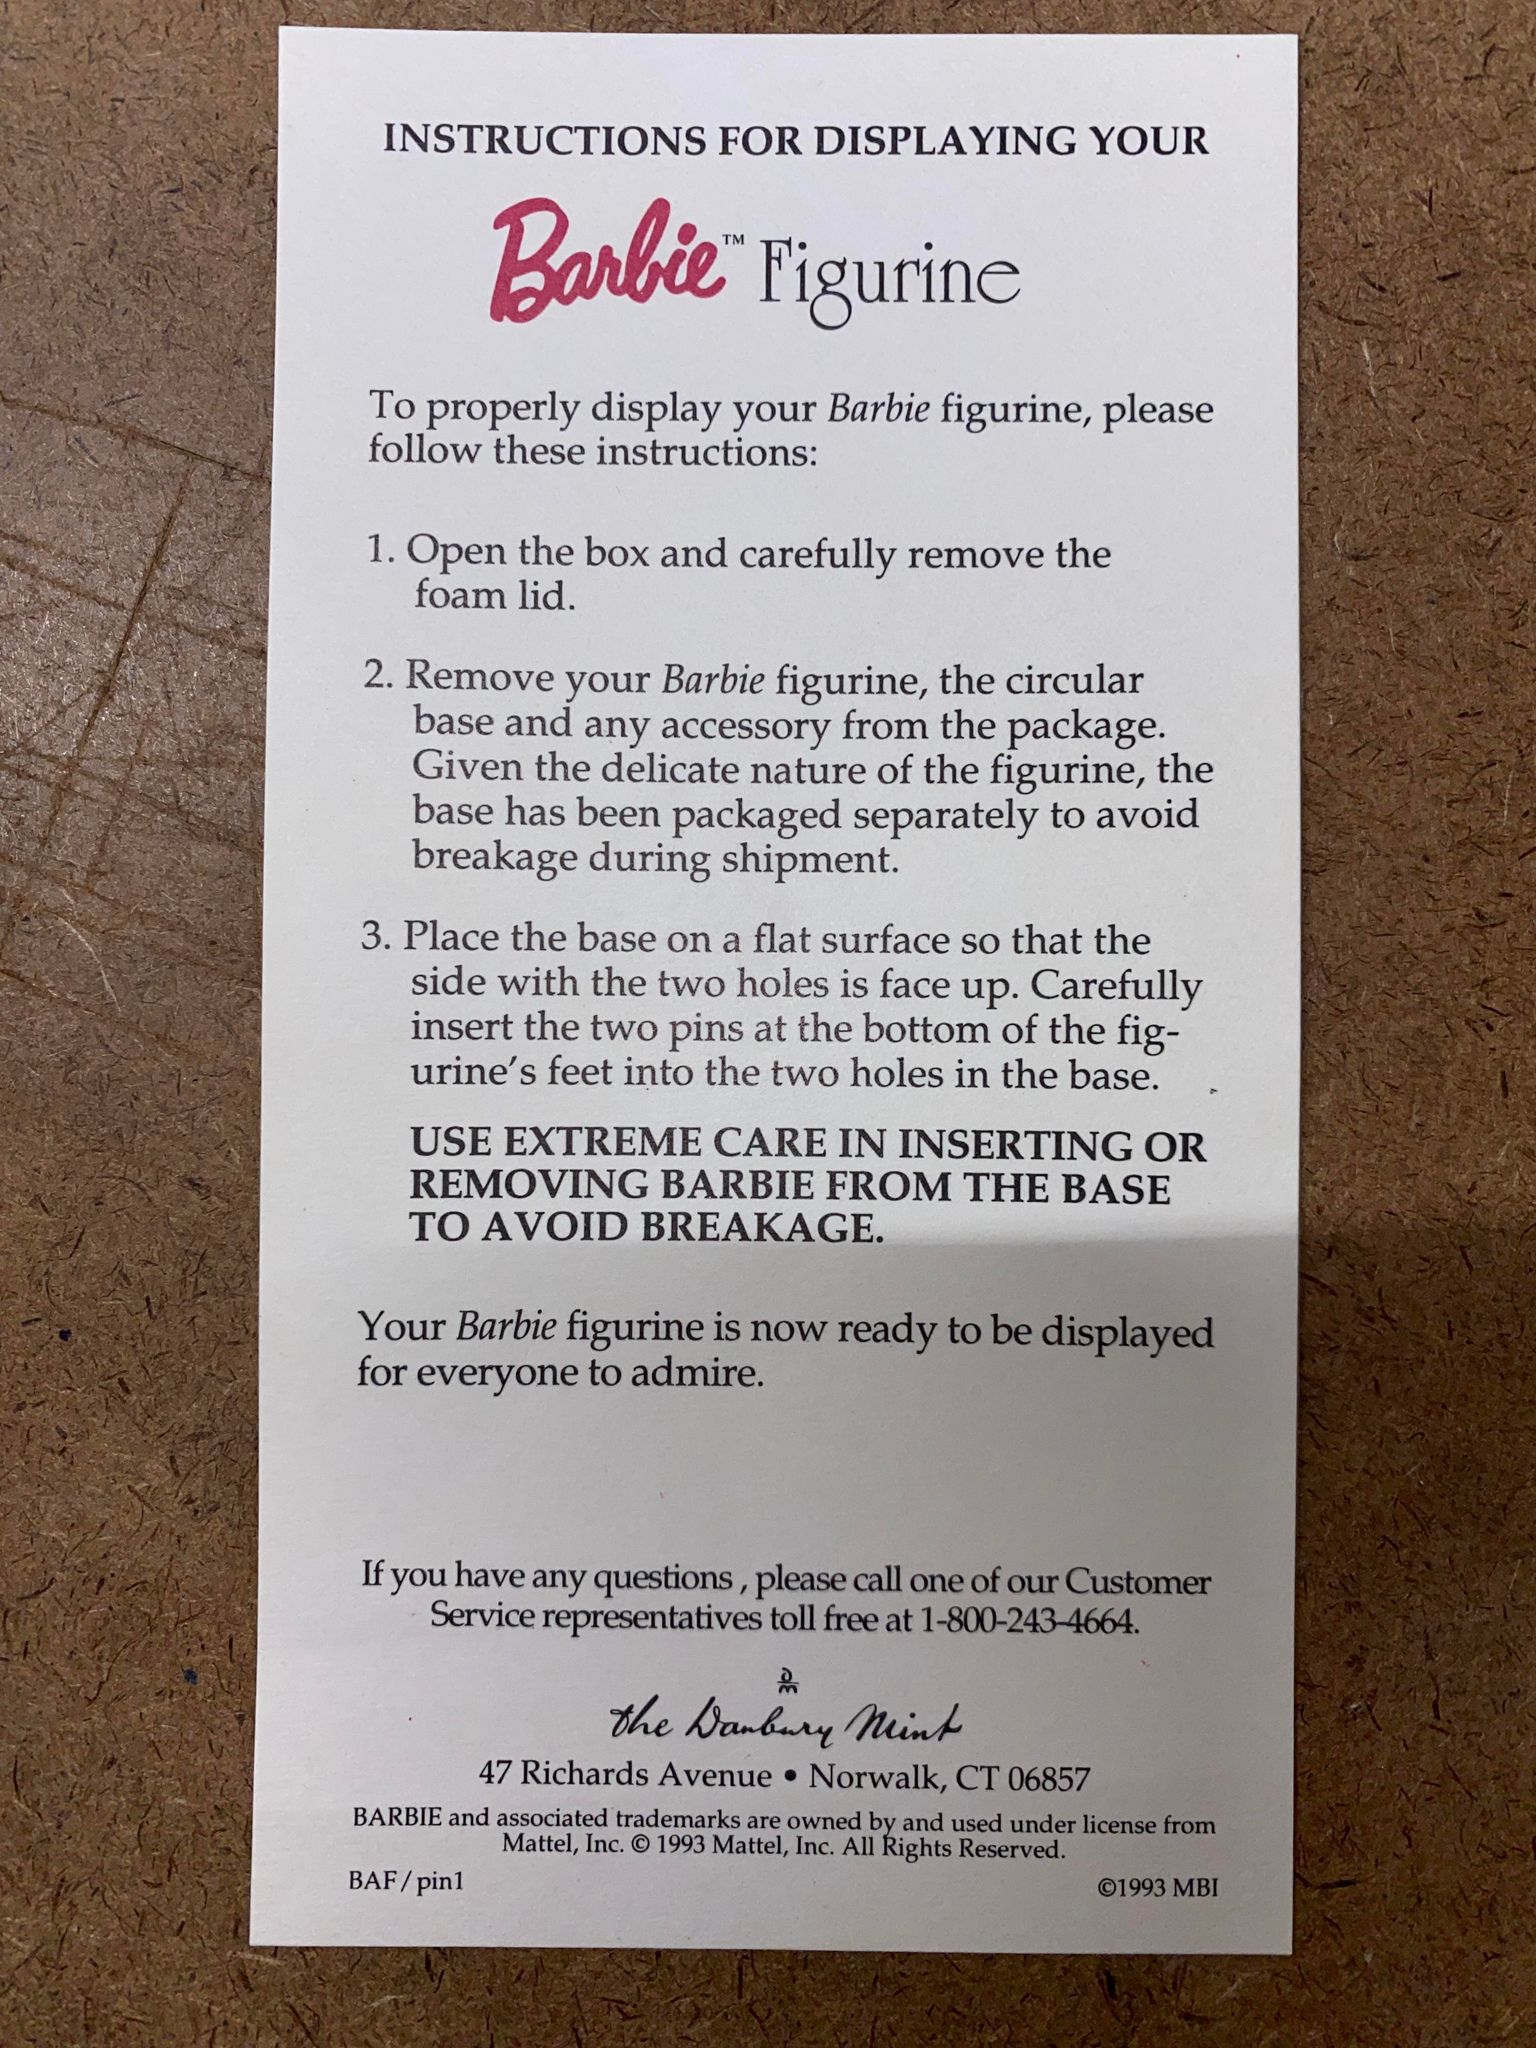 INSTRUCTIONS FOR DISPLAYING YOUR
Barbie™ Figurine
To properly display your Barbie figurine, please
follow these instructions:
1. Open the box and carefully remove the
foam lid.
2. Remove your Barbie figurine, the circular
base and any accessory from the package.
Given the delicate nature of the figurine, the
base has been packaged separately to avoid
breakage during shipment.
3. Place the base on a flat surface so that the
side with the two holes is face up. Carefully
insert the two pins at the bottom of the fig-
urine's feet into the two holes in the base.
USE EXTREME CARE IN INSERTING OR
REMOVING BARBIE FROM THE BASE
TO AVOID BREAKAGE.
Your Barbie figurine is now ready to be displayed
for everyone to admire.
If you have any questions , please call one of our Customer
Service representatives toll free at 1-800-243-4664.
DM
the Danbury Mint
47 Richards Avenue • Norwalk, CT 06857
BARBIE and associated trademarks are owned by and used under license from
Mattel, Inc. © 1993 Mattel, Inc. All Rights Reserved.
BAF/pin1 ©1993 MBI